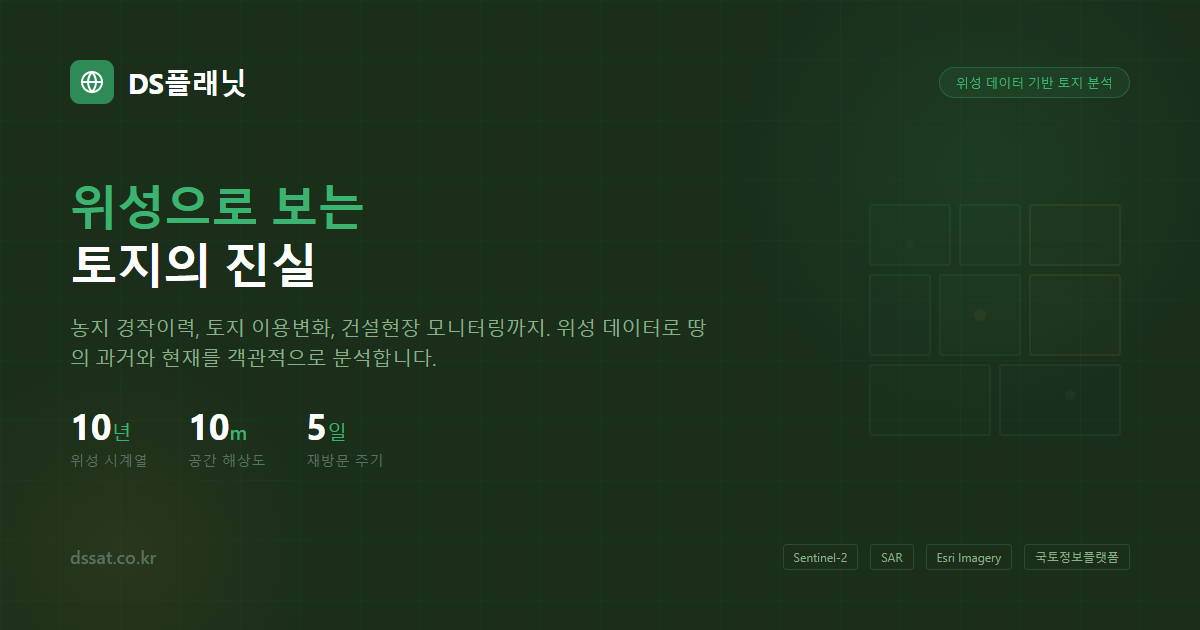 DS플래닛
위성 데이터 기반 토지 분석
위성으로 보는
토지의 진실
농지 경작이력, 토지 이용변화, 건설현장 모니터링까지. 위성 데이터로 땅
의 과거와 현재를 객관적으로 분석합니다.
10년
위성 시계열
10m
공간 해상도
5일
재방문 주기
dssat.co.kr
Sentinel-2
SAR
Esri Imagery
국토정보플랫폼